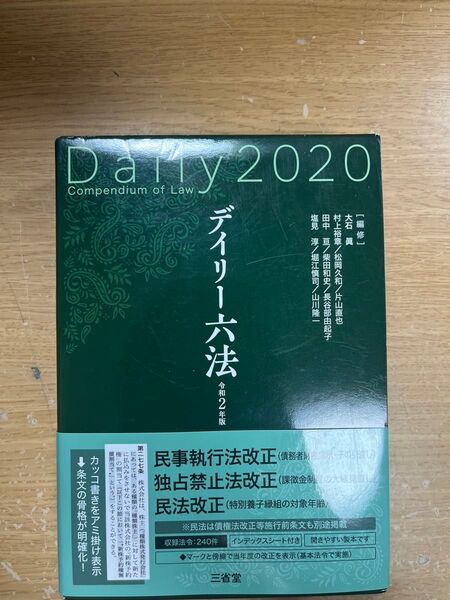 Daily 2020
Compendium of Law
[編修]
大石 眞
村上裕章／松岡久和／片山直也
田中 亘／柴田和史／長谷部由起子
塩見 淳／堀江慎司／山川隆一
デイリー六法
令和2年版
カッコ書きをアミ掛け表示
↓条文の骨格が明確化！
第二七七条
民事執行法改正
独占禁止法改正
民法改正(特別養子縁組の対象年齢)
※民法は債権法改正等施行前条文も別途掲載
収録法令:240件
インデックスシート付き
開きやすい製本です
◆マークと傍線で当年度の改正を表示(基本法令で実施)
三省堂